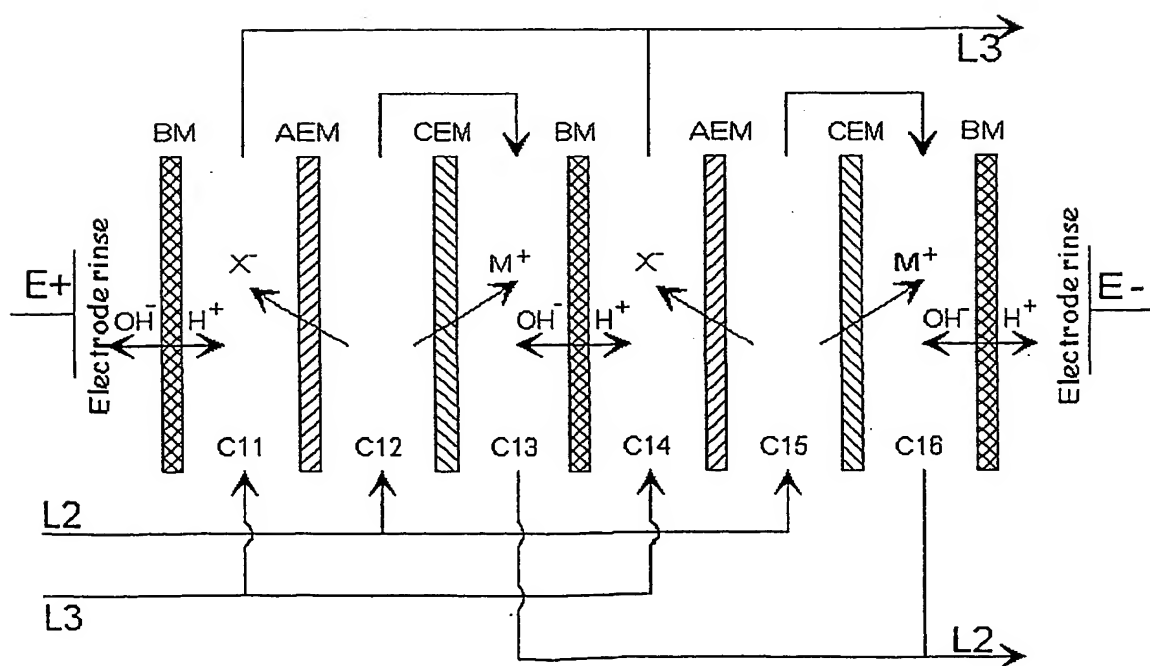 L3
BM AEM CEM BM AEM CEM BM
E+ Electrode rinse X- M+ X- M+ Electrode rinse E-
OH- H+ OH- H+ OH- H+
C11 C12 C13 C14 C15 C16
L2
L3
L2